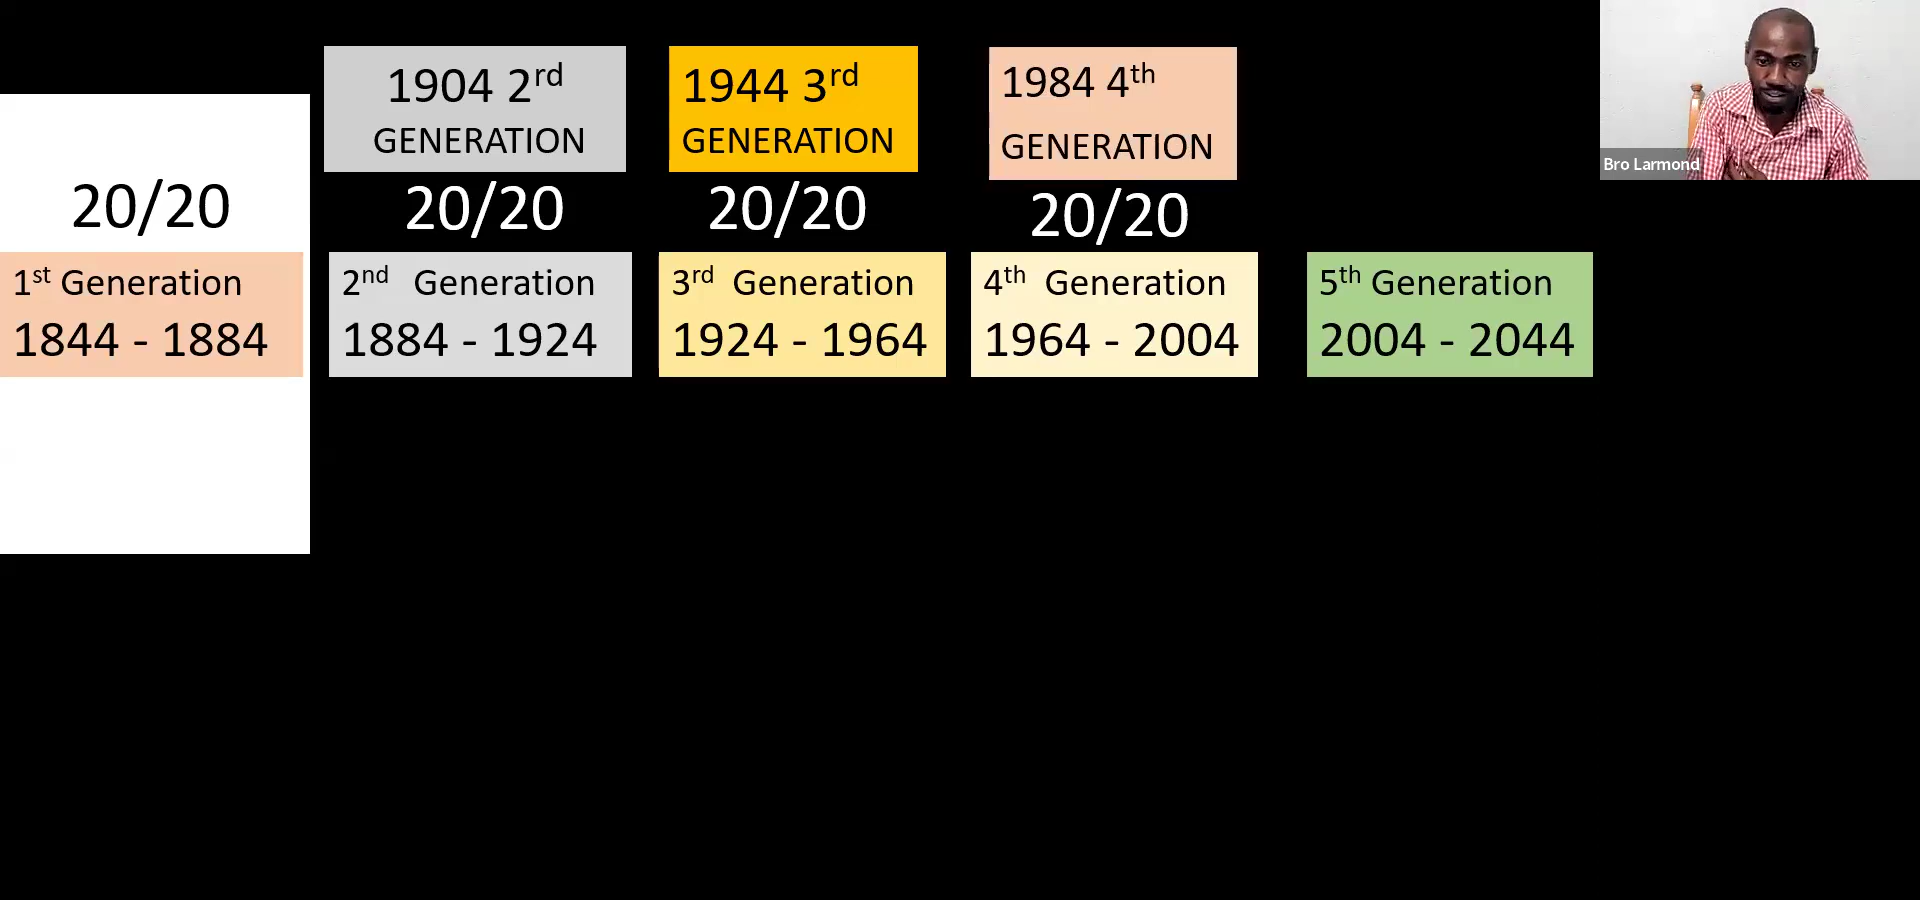 1904 2rd
GENERATION
1944 3rd
GENERATION
1984 4th
GENERATION
Bro Larmond
20/20
20/20
20/20
20/20
1st Generation
1844 - 1884
2nd Generation
1884 - 1924
3rd Generation
1924 - 1964
4th Generation
1964 - 2004
5th Generation
2004 - 2044